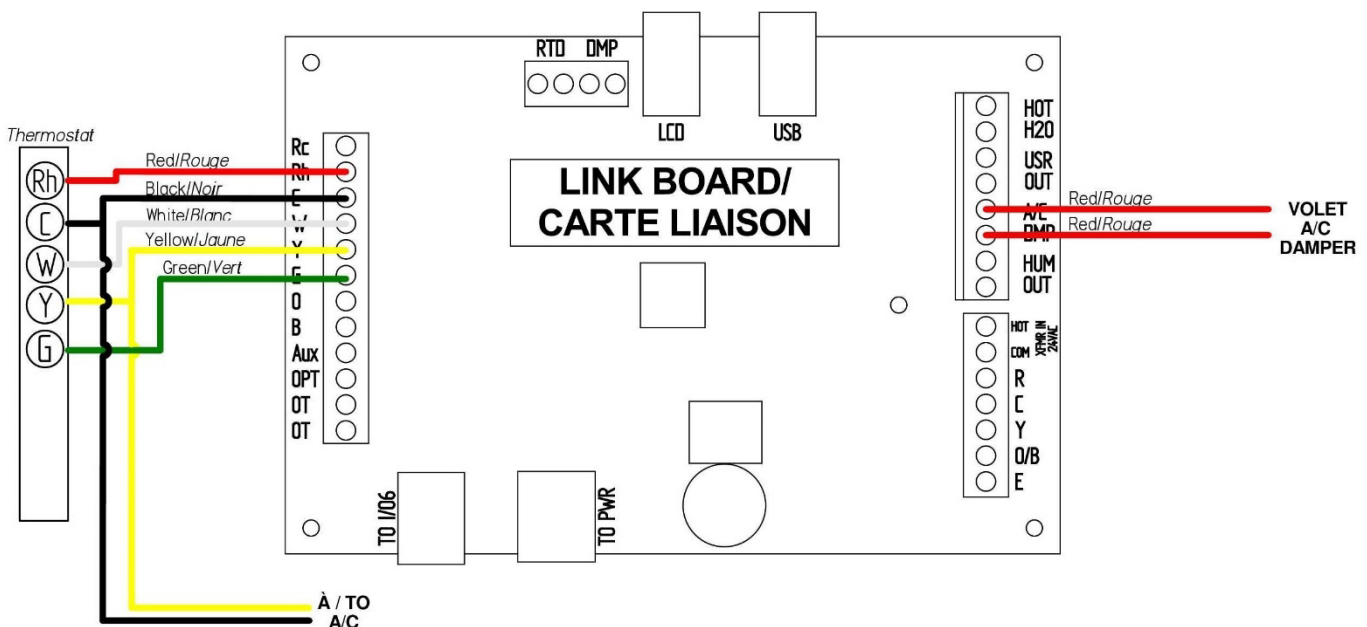 Thermostat
Rh
C
W
Y
G
Red/Rouge
Black/Noir
White/Blanc
Yellow/Jaune
Green/Vert
À / TO
A/C
Rc
Rh
C
W
Y
G
O
B
Aux
OPT
OT
OT
RTD DMP
LCD
USB
LINK BOARD/
CARTE LIAISON
TO I/O6
TO PWR
HOT
H2O
USR
OUT
A/C
DMP
HUM
OUT
HOT
COM
XFMR IN
24VAC
R
C
Y
O/B
E
Red/Rouge
Red/Rouge
VOLET
A/C
DAMPER